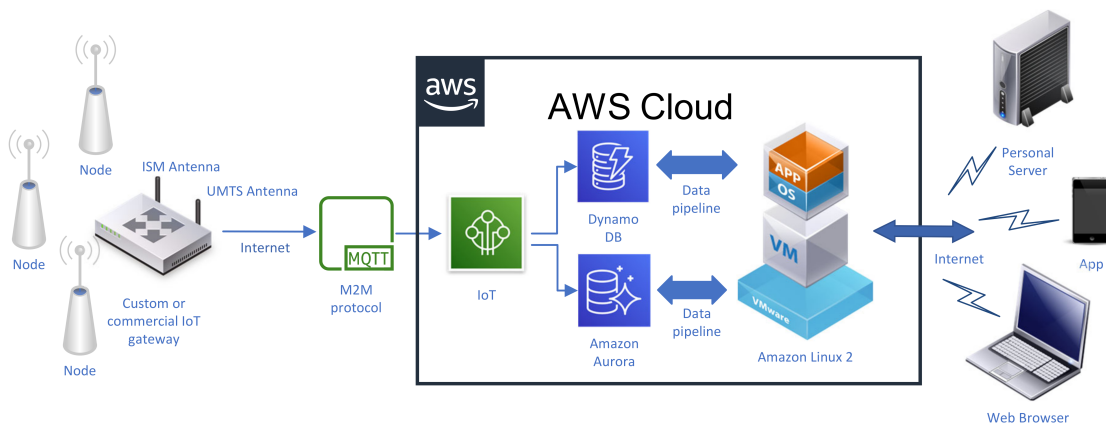 Node
Node
Node
ISM Antenna
UMTS Antenna
Custom or
commercial IoT
gateway
Internet
MQTT
M2M
protocol
aws
AWS Cloud
IoT
Dynamo
DB
Data
pipeline
Amazon
Aurora
Data
pipeline
APP
OS
VM
VMware
Amazon Linux 2
Internet
Personal
Server
App
Web Browser